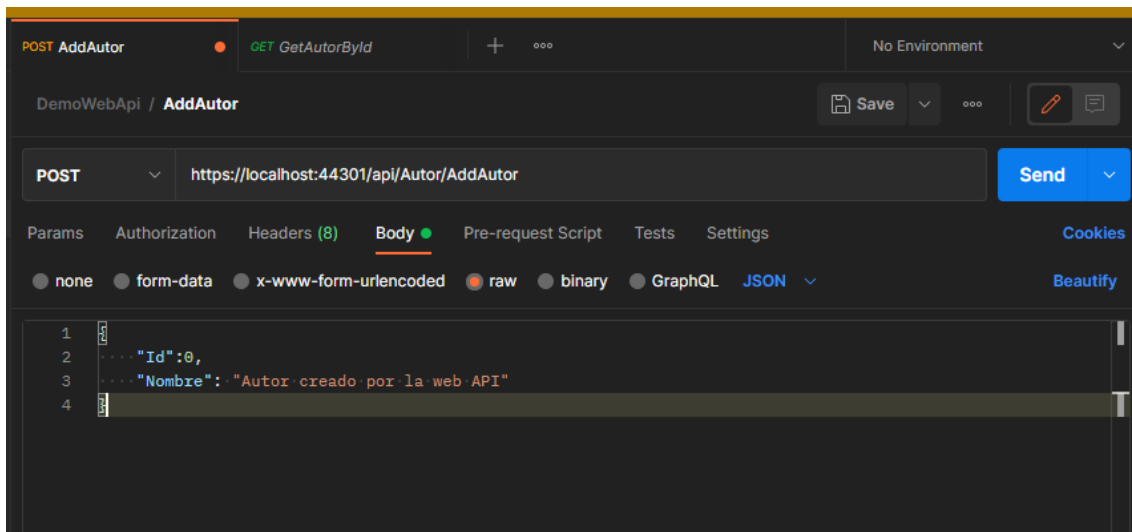 POST AddAutor GET GetAutorById No Environment
DemoWebApi / AddAutor Save
POST https://localhost:44301/api/Autor/AddAutor Send
Params Authorization Headers (8) Body Pre-request Script Tests Settings Cookies
none form-data x-www-form-urlencoded raw binary GraphQL JSON Beautify
1 {
2 "Id":0,
3 "Nombre": "Autor creado por la web API"
4 }